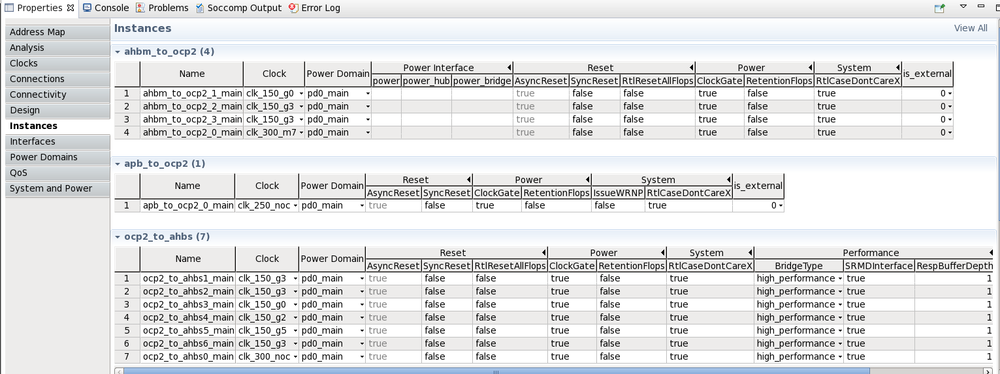 Properties Console Problems Soccomp Output Error Log
Address Map
Analysis
Clocks
Connections
Connectivity
Design
Instances
Interfaces
Power Domains
QoS
System and Power
Instances View All
ahbm_to_ocp2 (4)
Name Clock Power Domain Power Interface Reset Power System is_external
power power_hub power_bridge AsyncReset SyncReset RtlResetAllFlops ClockGate RetentionFlops RtlCaseDontCareX
1 ahbm_to_ocp2_1_main clk_150_g0 pd0_main true false false true false true 0
2 ahbm_to_ocp2_2_main clk_150_g3 pd0_main true false false true false true 0
3 ahbm_to_ocp2_3_main clk_150_g3 pd0_main true false false true false true 0
4 ahbm_to_ocp2_0_main clk_300_m7 pd0_main true false false true false true 0
apb_to_ocp2 (1)
Name Clock Power Domain Reset Power System is_external
AsyncReset SyncReset ClockGate RetentionFlops IssueWRNP RtlCaseDontCareX
1 apb_to_ocp2_0_main clk_250_noc pd0_main true false true false false true 0
ocp2_to_ahbs (7)
Name Clock Power Domain Reset Power System Performance
AsyncReset SyncReset RtlResetAllFlops ClockGate RetentionFlops RtlCaseDontCareX BridgeType SRMDInterface RespBufferDepth
1 ocp2_to_ahbs1_main clk_150_g3 pd0_main true false false true false true high_performance true 1
2 ocp2_to_ahbs2_main clk_150_g3 pd0_main true false false true false true high_performance true 1
3 ocp2_to_ahbs3_main clk_150_g0 pd0_main true false false true false true high_performance true 1
4 ocp2_to_ahbs4_main clk_150_g2 pd0_main true false false true false true high_performance true 1
5 ocp2_to_ahbs5_main clk_150_g5 pd0_main true false false true false true high_performance true 1
6 ocp2_to_ahbs6_main clk_150_g3 pd0_main true false false true false true high_performance true 1
7 ocp2_to_ahbs0_main clk_300_noc pd0_main true false false true false true high_performance true 1